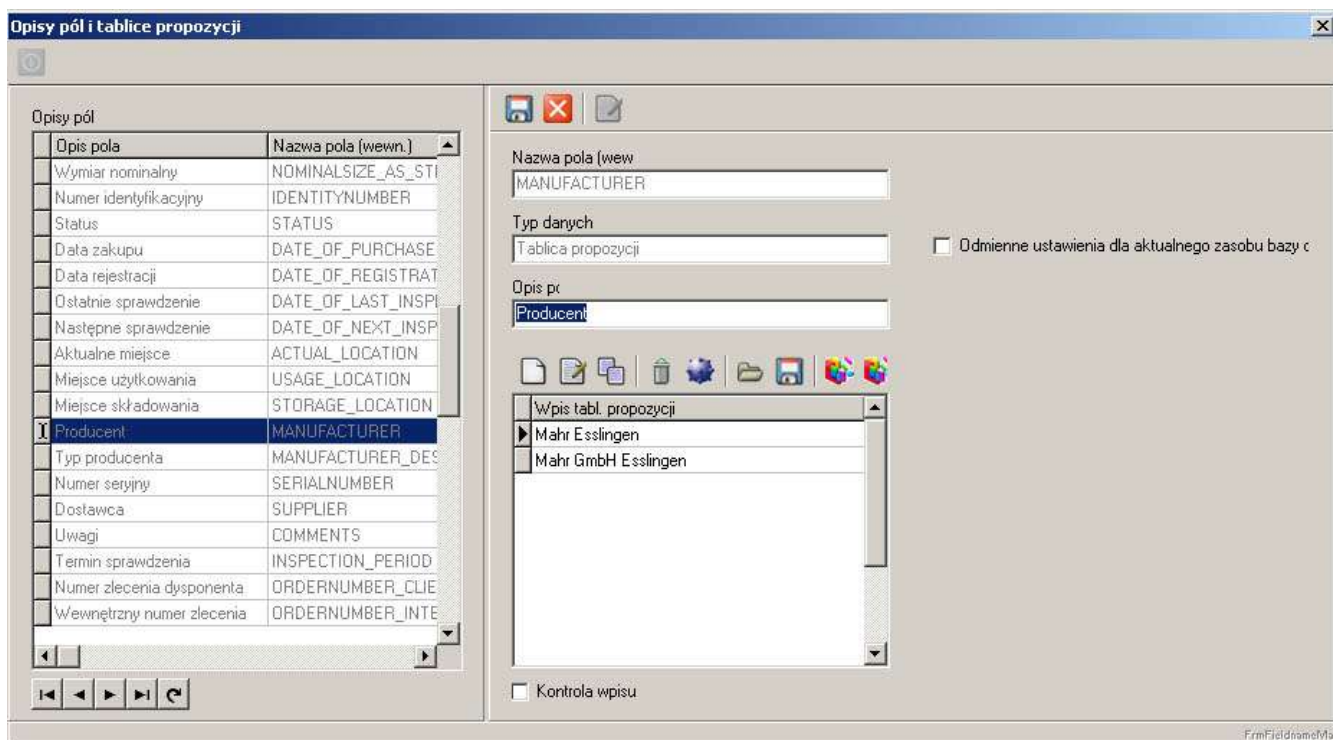 Opisy pól i tablice propozycji
Opisy pól
Opis pola Nazwa pola (wewn.)
Wymiar nominalny NOMINALSIZE_AS_STI
Numer identyfikacyjny IDENTITYNUMBER
Status STATUS
Data zakupu DATE_OF_PURCHASE
Data rejestracji DATE_OF_REGISTRAT
Ostatnie sprawdzenie DATE_OF_LAST_INSPI
Następne sprawdzenie DATE_OF_NEXT_INSP
Aktualne miejsce ACTUAL_LOCATION
Miejsce użytkowania USAGE_LOCATION
Miejsce składowania STORAGE_LOCATION
Producent MANUFACTURER
Typ producenta MANUFACTURER_DES
Numer seryjny SERIALNUMBER
Dostawca SUPPLIER
Uwagi COMMENTS
Termin sprawdzenia INSPECTION_PERIOD
Numer zlecenia dysponenta ORDERNUMBER_CLIE
Wewnętrzny numer zlecenia ORDERNUMBER_INTE
Nazwa pola (wew
MANUFACTURER
Typ danych
Tablica propozycji
Odmienne ustawienia dla aktualnego zasobu bazy c
Opis pc
Producent
Wpis tabl. propozycji
Mahr Esslingen
Mahr GmbH Esslingen
Kontrola wpisu
FrmFieldnameMa